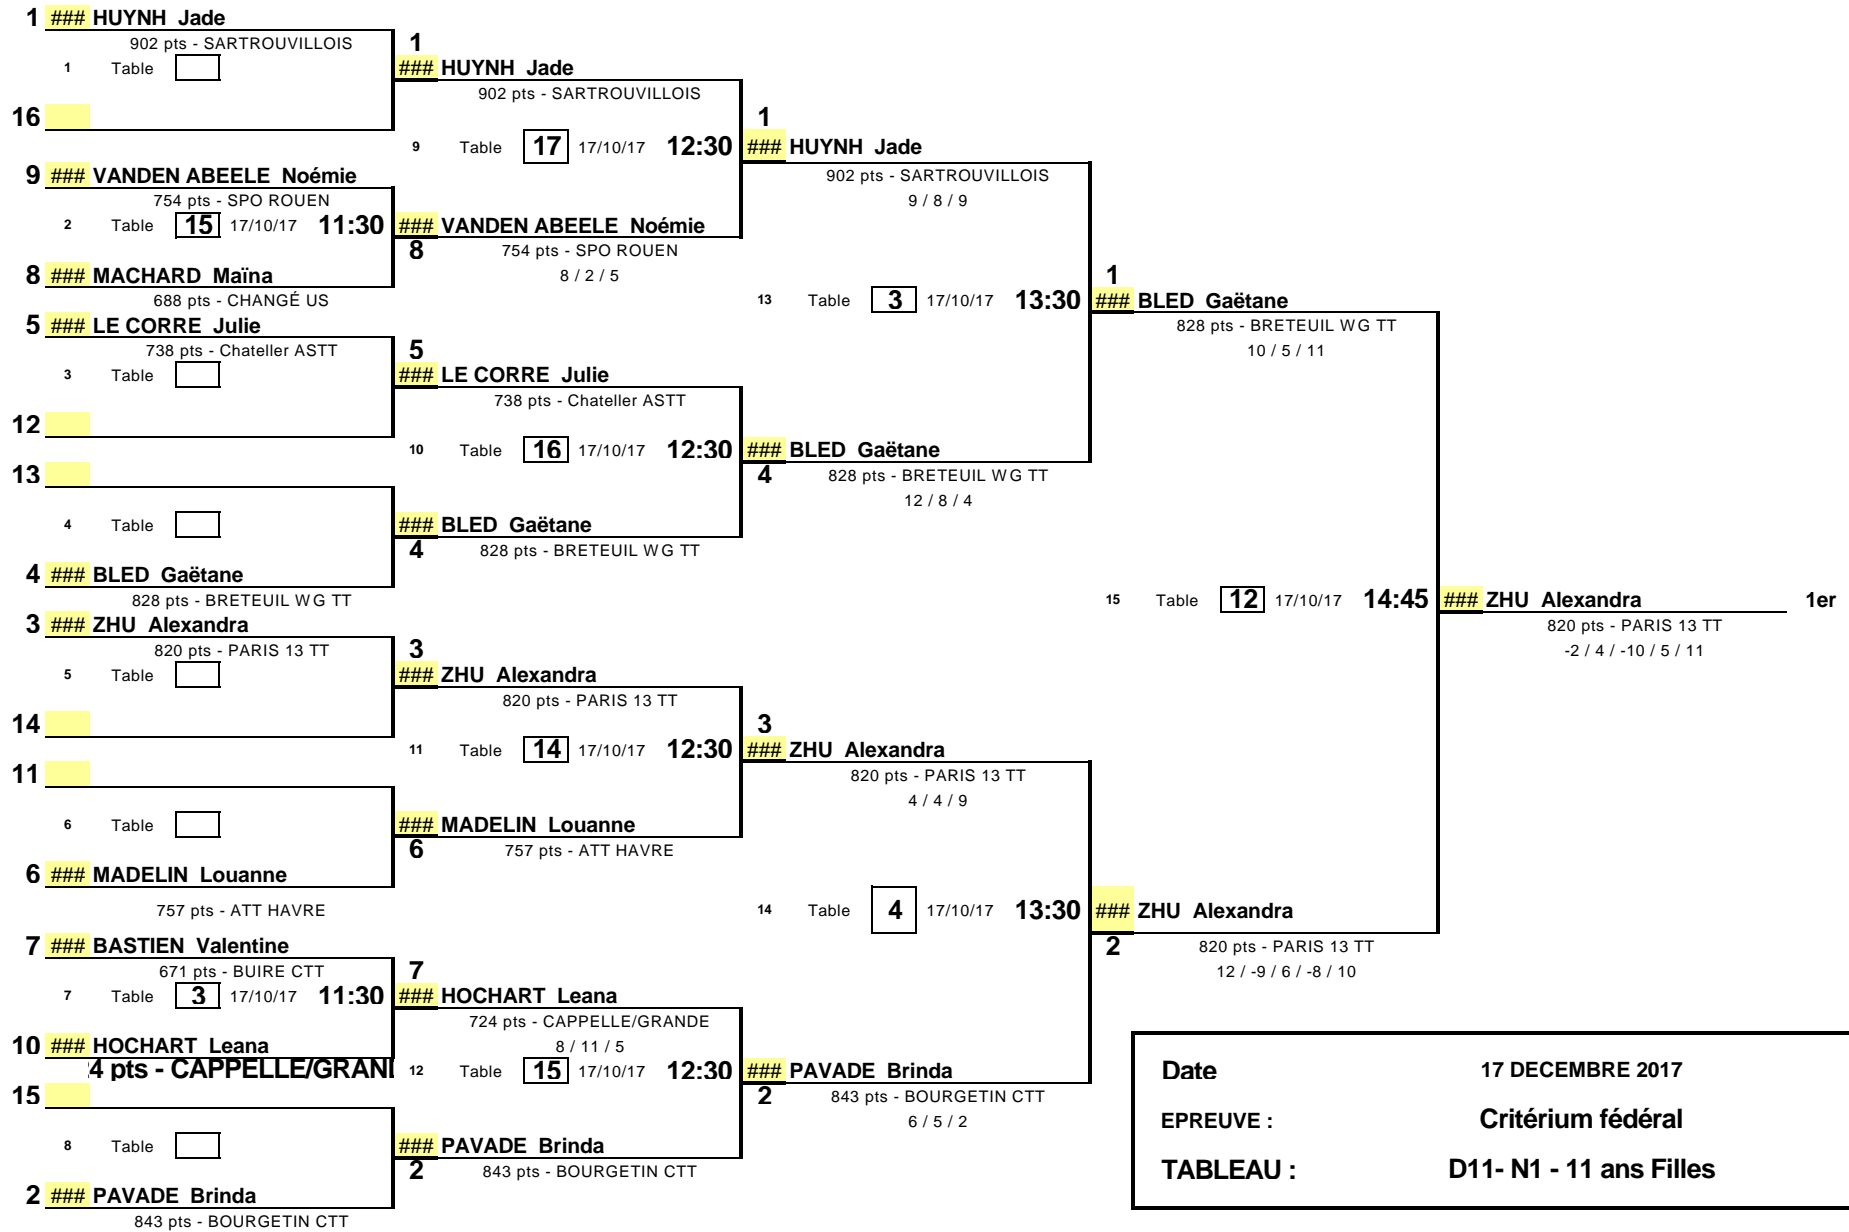 1 ### HUYNH Jade
902 pts - SARTROUVILLOIS
1 Table
16
9 ### VANDEN ABEELE Noémie
754 pts - SPO ROUEN
2 Table 15 17/10/17 11:30
8 ### MACHARD Maïna
688 pts - CHANGÉ US
5 ### LE CORRE Julie
738 pts - Chateller ASTT
3 Table
12
13
4 Table
4 ### BLED Gaëtane
828 pts - BRETEUIL WG TT
3 ### ZHU Alexandra
820 pts - PARIS 13 TT
5 Table
14
11
6 Table
6 ### MADELIN Louanne
757 pts - ATT HAVRE
7 ### BASTIEN Valentine
671 pts - BUIRE CTT
7 Table 3 17/10/17 11:30
10 ### HOCHART Leana
4 pts - CAPPELLE/GRAND
15
8 Table
2 ### PAVADE Brinda
843 pts - BOURGETIN CTT
1
### HUYNH Jade
902 pts - SARTROUVILLOIS
9 Table 17 17/10/17 12:30
### VANDEN ABEELE Noémie
8
754 pts - SPO ROUEN
8 / 2 / 5
5
### LE CORRE Julie
738 pts - Chateller ASTT
10 Table 16 17/10/17 12:30
### BLED Gaëtane
4
828 pts - BRETEUIL WG TT
3
### ZHU Alexandra
820 pts - PARIS 13 TT
11 Table 14 17/10/17 12:30
### MADELIN Louanne
6
757 pts - ATT HAVRE
7
### HOCHART Leana
724 pts - CAPPELLE/GRANDE
8 / 11 / 5
12 Table 15 17/10/17 12:30
### PAVADE Brinda
2
843 pts - BOURGETIN CTT
1
### HUYNH Jade
902 pts - SARTROUVILLOIS
9 / 8 / 9
13 Table 3 17/10/17 13:30
### BLED Gaëtane
4
828 pts - BRETEUIL WG TT
12 / 8 / 4
3
### ZHU Alexandra
820 pts - PARIS 13 TT
4 / 4 / 9
14 Table 4 17/10/17 13:30
### PAVADE Brinda
2
843 pts - BOURGETIN CTT
6 / 5 / 2
1
### BLED Gaëtane
828 pts - BRETEUIL WG TT
10 / 5 / 11
15 Table 12 17/10/17 14:45
### ZHU Alexandra
2
820 pts - PARIS 13 TT
12 / -9 / 6 / -8 / 10
### ZHU Alexandra 1er
820 pts - PARIS 13 TT
-2 / 4 / -10 / 5 / 11
Date 17 DECEMBRE 2017
EPREUVE : Critérium fédéral
TABLEAU : D11- N1 - 11 ans Filles